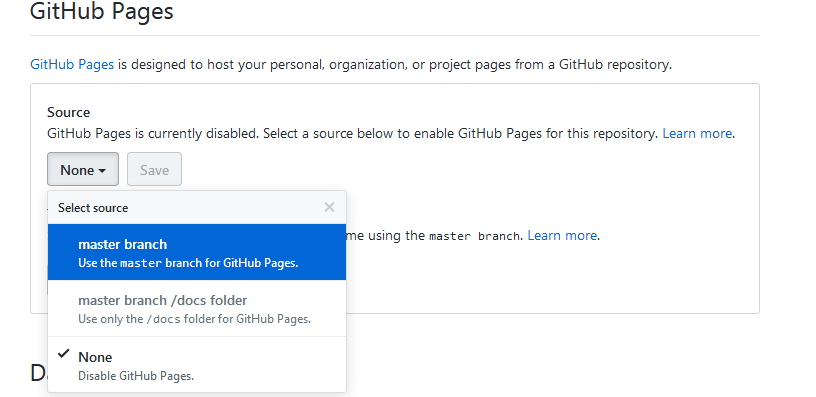 GitHub Pages
GitHub Pages is designed to host your personal, organization, or project pages from a GitHub repository.
Source
GitHub Pages is currently disabled. Select a source below to enable GitHub Pages for this repository. Learn more.
None
Save
Select source
me using the master branch. Learn more.
master branch
Use the master branch for GitHub Pages.
master branch /docs folder
Use only the /docs folder for GitHub Pages.
None
Disable GitHub Pages.